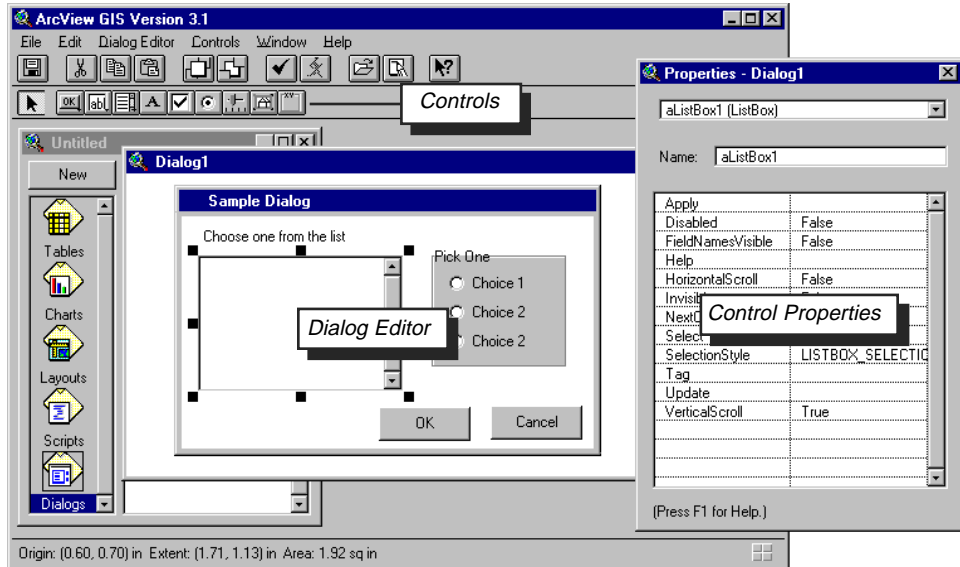 ArcView GIS Version 3.1
File Edit Dialog Editor Controls Window Help
OK abl A XY
Controls
Untitled
New
Tables
Charts
Layouts
Scripts
Dialogs
Dialog1
Sample Dialog
Choose one from the list
Pick One
Choice 1
Choice 2
Choice 2
Dialog Editor
OK Cancel
Properties - Dialog1
aListBox1 (ListBox)
Name: aListBox1
Apply
Disabled False
FieldNamesVisible False
Help
HorizontalScroll False
Control Properties
Select
SelectionStyle LISTBOX_SELECTIO
Tag
Update
VerticalScroll True
(Press F1 for Help.)
Origin: (0.60, 0.70) in Extent: (1.71, 1.13) in Area: 1.92 sq in